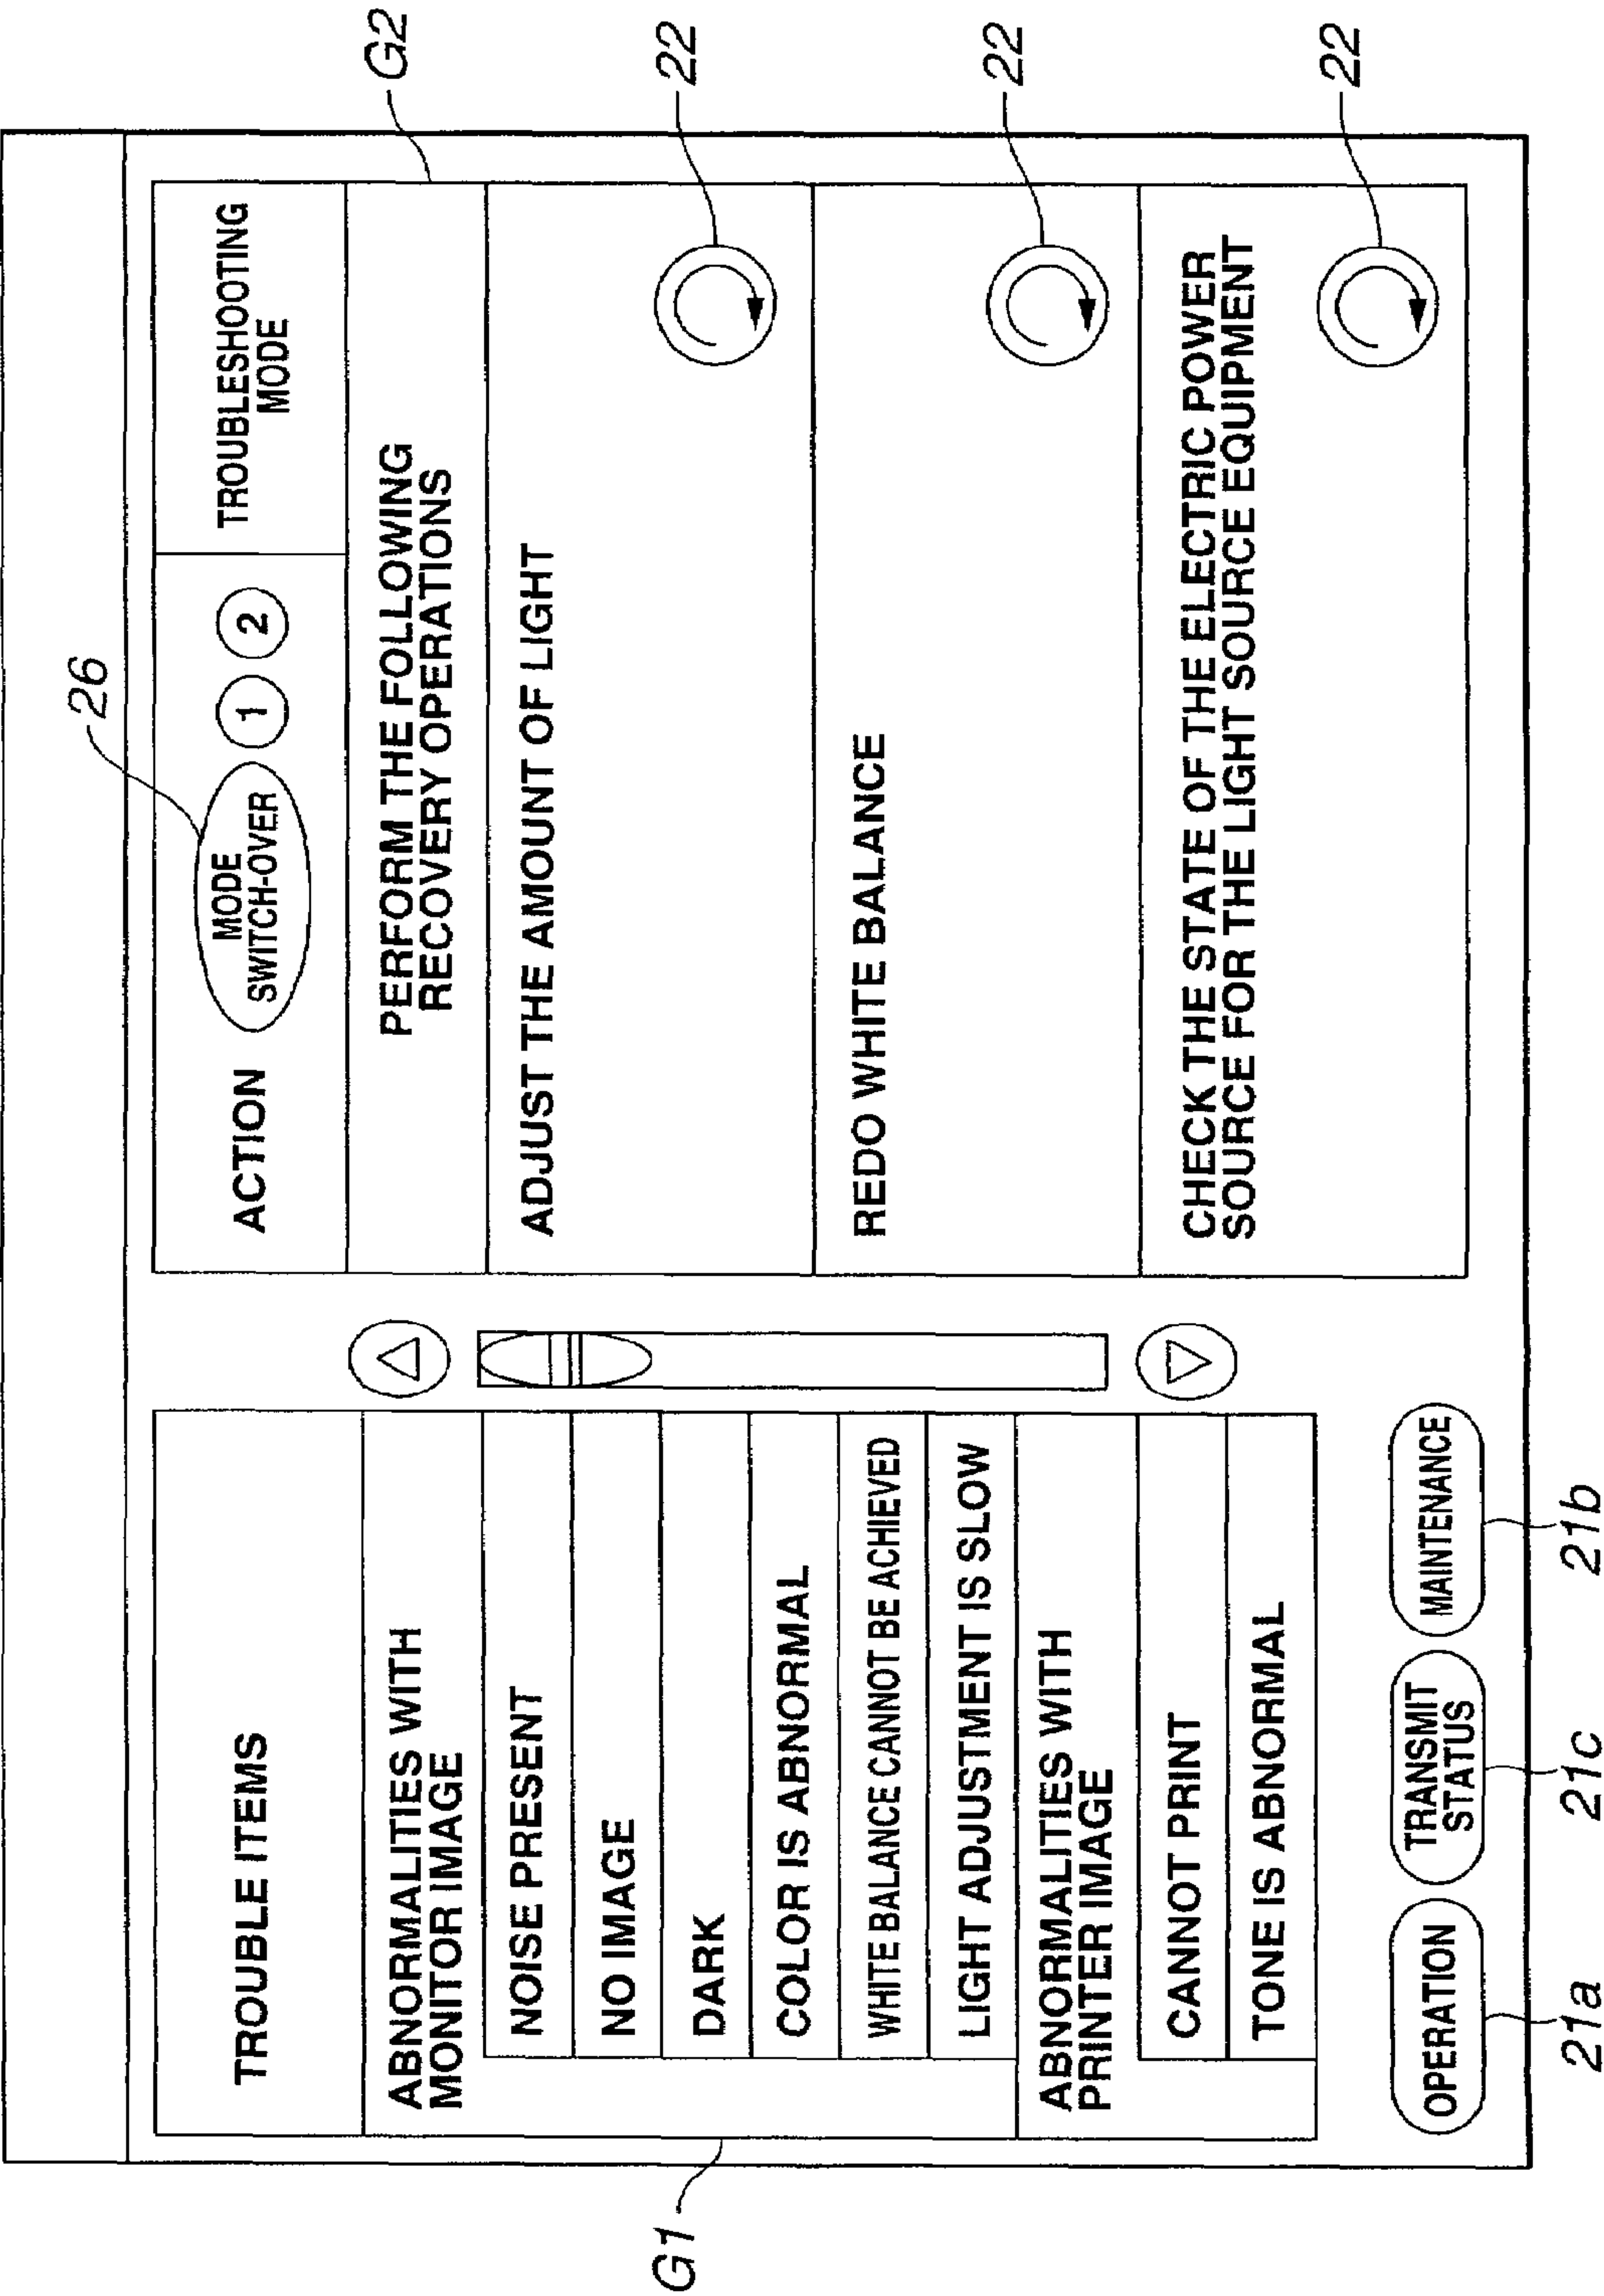 26
G2
TROUBLE ITEMS
ABNORMALITIES WITH
MONITOR IMAGE
NOISE PRESENT
NO IMAGE
DARK
COLOR IS ABNORMAL
WHITE BALANCE CANNOT BE ACHIEVED
LIGHT ADJUSTMENT IS SLOW
ABNORMALITIES WITH
PRINTER IMAGE
CANNOT PRINT
TONE IS ABNORMAL
G1
ACTION
MODE
SWITCH-OVER
1
2
TROUBLESHOOTING
MODE
PERFORM THE FOLLOWING
RECOVERY OPERATIONS
ADJUST THE AMOUNT OF LIGHT
22
REDO WHITE BALANCE
22
CHECK THE STATE OF THE ELECTRIC POWER
SOURCE FOR THE LIGHT SOURCE EQUIPMENT
22
OPERATION
TRANSMIT
STATUS
MAINTENANCE
21a
21c
21b